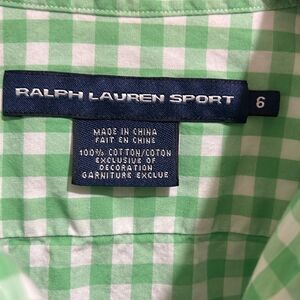 RALPH LAUREN SPORT 6
MADE IN CHINA
FAIT EN CHINE
100% COTTON/COTON
EXCLUSIVE OF
DECORATION
GARNITURE EXCLUE